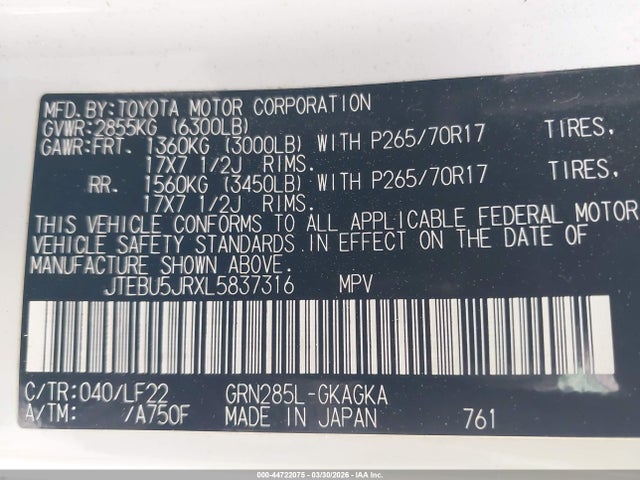 MFD.BY:TOYOTA MOTOR CORPORATION
GVWR:2855KG (6300LB)
GAWR:FRT. 1360KG (3000LB) WITH P265/70R17 TIRES,
17X7 1/2J RIMS.
RR. 1560KG (3450LB) WITH P265/70R17 TIRES,
17X7 1/2J RIMS.
THIS VEHICLE CONFORMS TO ALL APPLICABLE FEDERAL MOTOR
VEHICLE SAFETY STANDARDS IN EFFECT ON THE DATE OF
MANUFACTURE SHOWN ABOVE.
JTEBU5JRXL5837316 MPV
C/TR:040/LF22 GRN285L-GKAGKA
A/TM: /A750F MADE IN JAPAN 761
000-44722075 - 03/30/2026 - IAAC